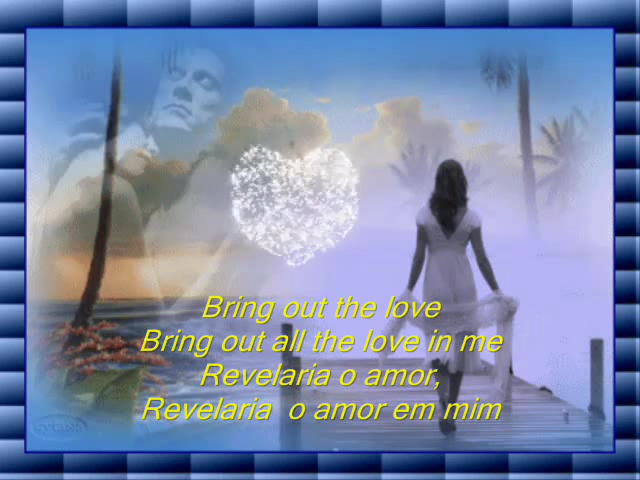 Bring out the love
Bring out all the love in me
Revelaria o amor,
Revelaria  o amor em mim